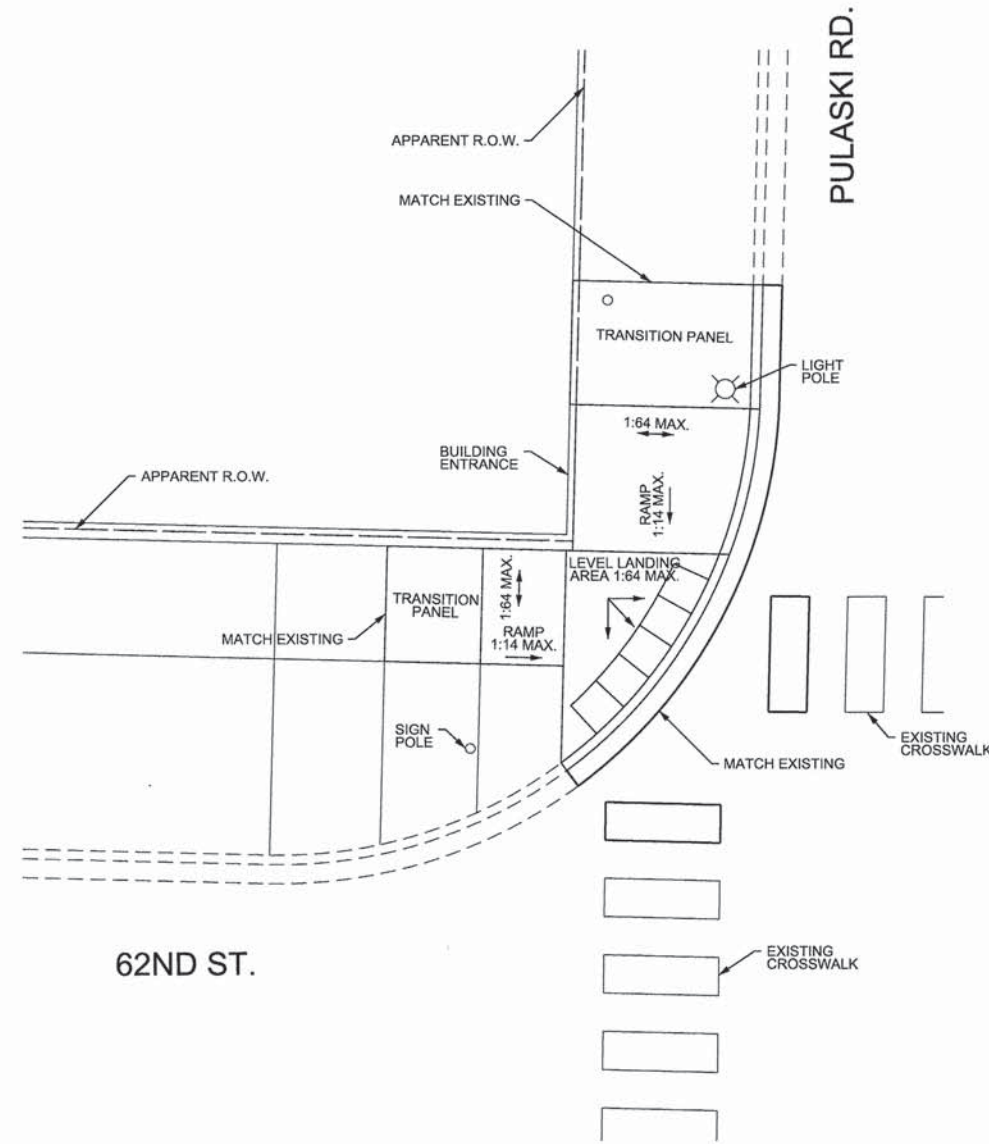 PULASKI RD.
APPARENT R.O.W.
MATCH EXISTING
TRANSITION PANEL
LIGHT
POLE
1:64 MAX.
BUILDING
ENTRANCE
APPARENT R.O.W.
RAMP
1:14 MAX.
LEVEL LANDING
AREA 1:64 MAX.
1:64 MAX.
TRANSITION
PANEL
MATCH EXISTING
RAMP
1:14 MAX.
SIGN
POLE
EXISTING
CROSSWALK
MATCH EXISTING
62ND ST.
EXISTING
CROSSWALK